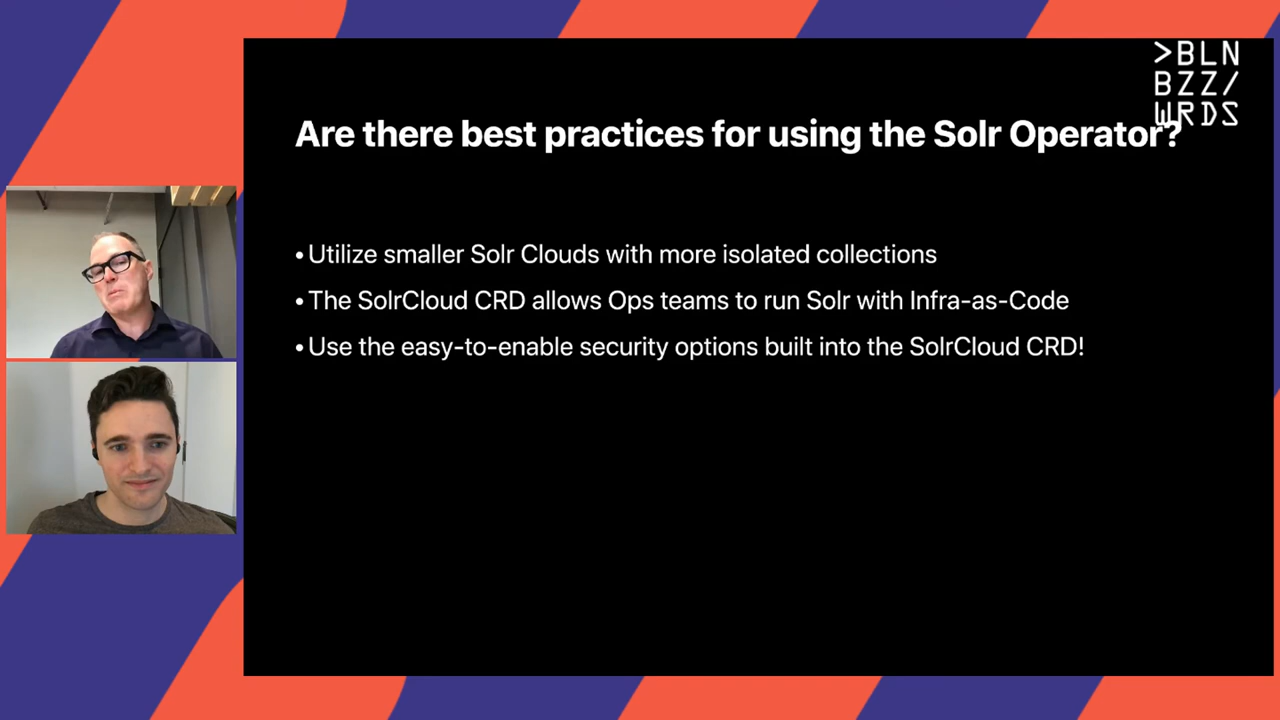 >BLN
BZZ/
WRDS
Are there best practices for using the Solr Operator?
• Utilize smaller Solr Clouds with more isolated collections
• The SolrCloud CRD allows Ops teams to run Solr with Infra-as-Code
• Use the easy-to-enable security options built into the SolrCloud CRD!